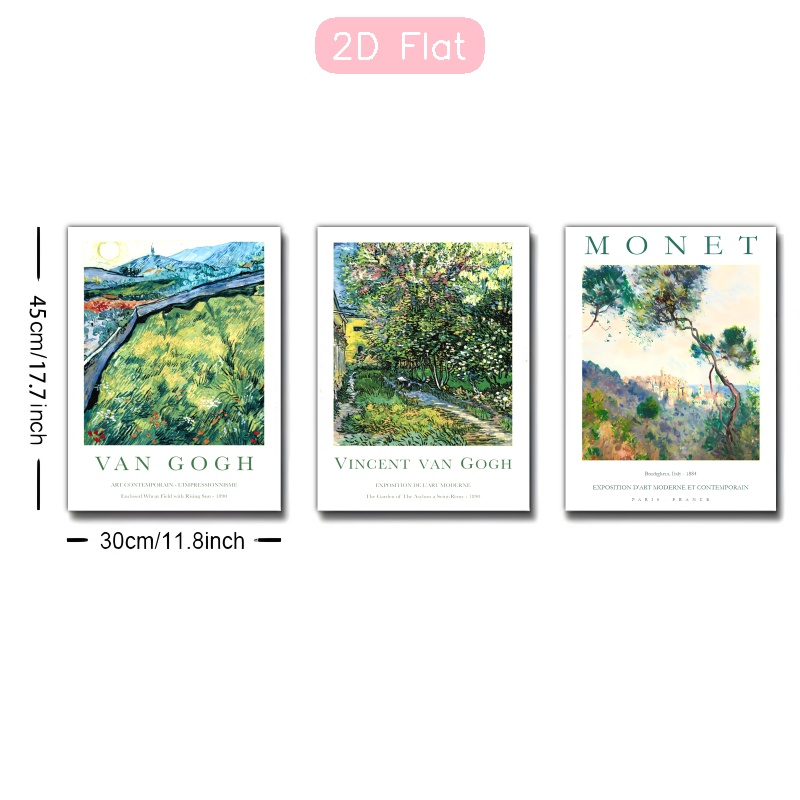 2D Flat
45cm/17.7inch
VAN GOGH
ART CONTEMPORAIN - L'IMPRESSIONNISME
Enclosed Wheat Field with Rising Sun - 1890
30cm/11.8inch
VINCENT VAN GOGH
EXPOSITION DE L'ART MODERNE
The Garden of The Asylum a Saint-Remy - 1890
MONET
Bordighera, Italy - 1884
EXPOSITION D'ART MODERNE ET CONTEMPORAIN
PARIS FRANCE